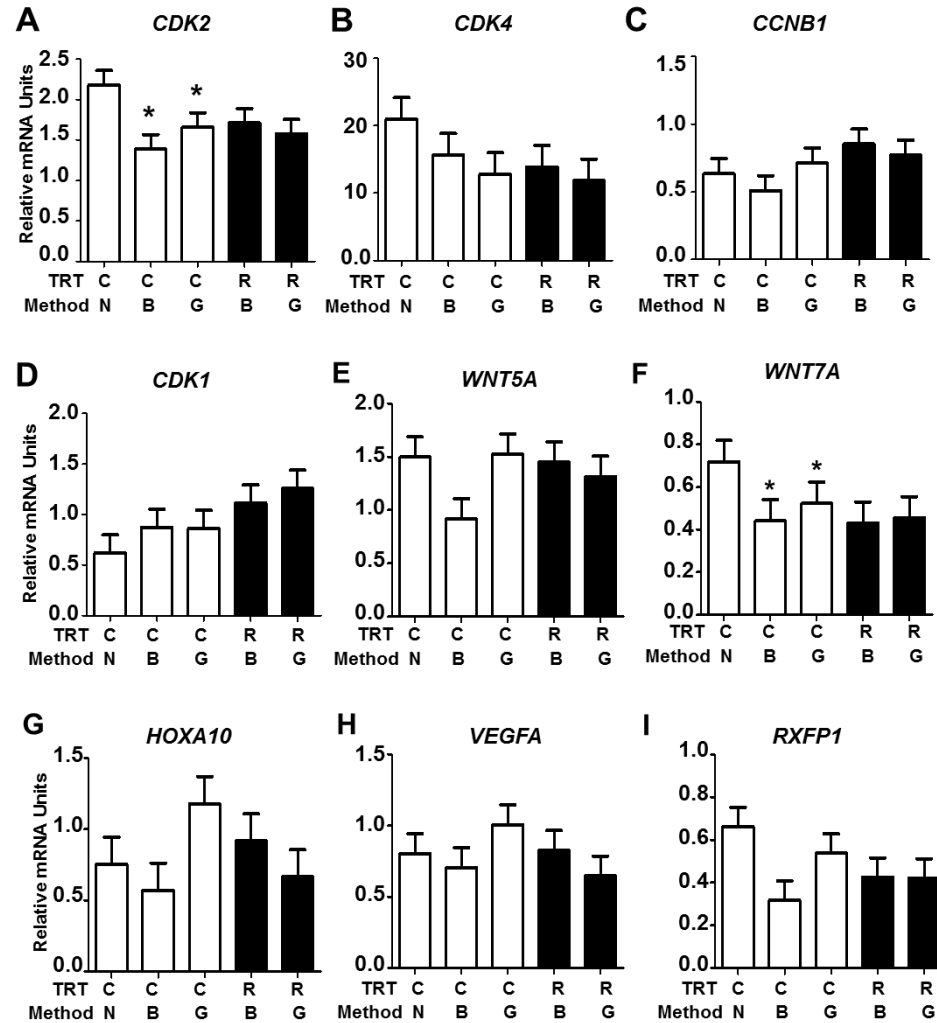 A CDK2
B CDK4
C CCNB1
Relative mRNA Units
2.5
2.0
1.5
1.0
0.5
0.0
* *
TRT C C C R R
Method N B G B G
30
20
10
0.0
TRT C C C R R
Method N B G B G
1.5
1.0
0.5
0.0
TRT C C C R R
Method N B G B G
D CDK1
E WNT5A
F WNT7A
Relative mRNA Units
2.0
1.5
1.0
0.5
0.0
TRT C C C R R
Method N B G B G
2.0
1.5
1.0
0.5
0.0
TRT C C C R R
Method N B G B G
1.0
0.8
0.6
0.4
0.2
0.0
* *
TRT C C C R R
Method N B G B G
G HOXA10
H VEGFA
I RXFP1
Relative mRNA Units
1.5
1.0
0.5
0.0
TRT C C C R R
Method N B G B G
1.5
1.0
0.5
0.0
TRT C C C R R
Method N B G B G
1.0
0.8
0.6
0.4
0.2
0.0
TRT C C C R R
Method N B G B G